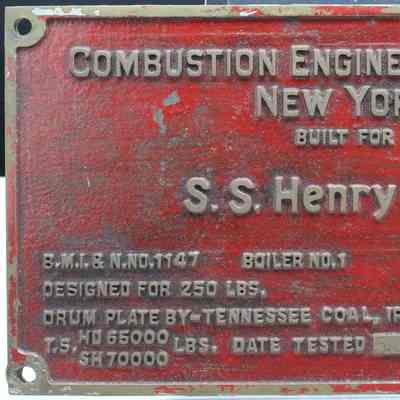 COMBUSTION ENGINE
NEW YOR
BUILT FOR
S. S. Henry
B.M.I. & N.NO.1147 BOILER NO.1
DESIGNED FOR 250 LBS.
DRUM PLATE BY-TENNESSEE COAL, IR
T.S. HD 65000 LBS. DATE TESTED
SH 70000